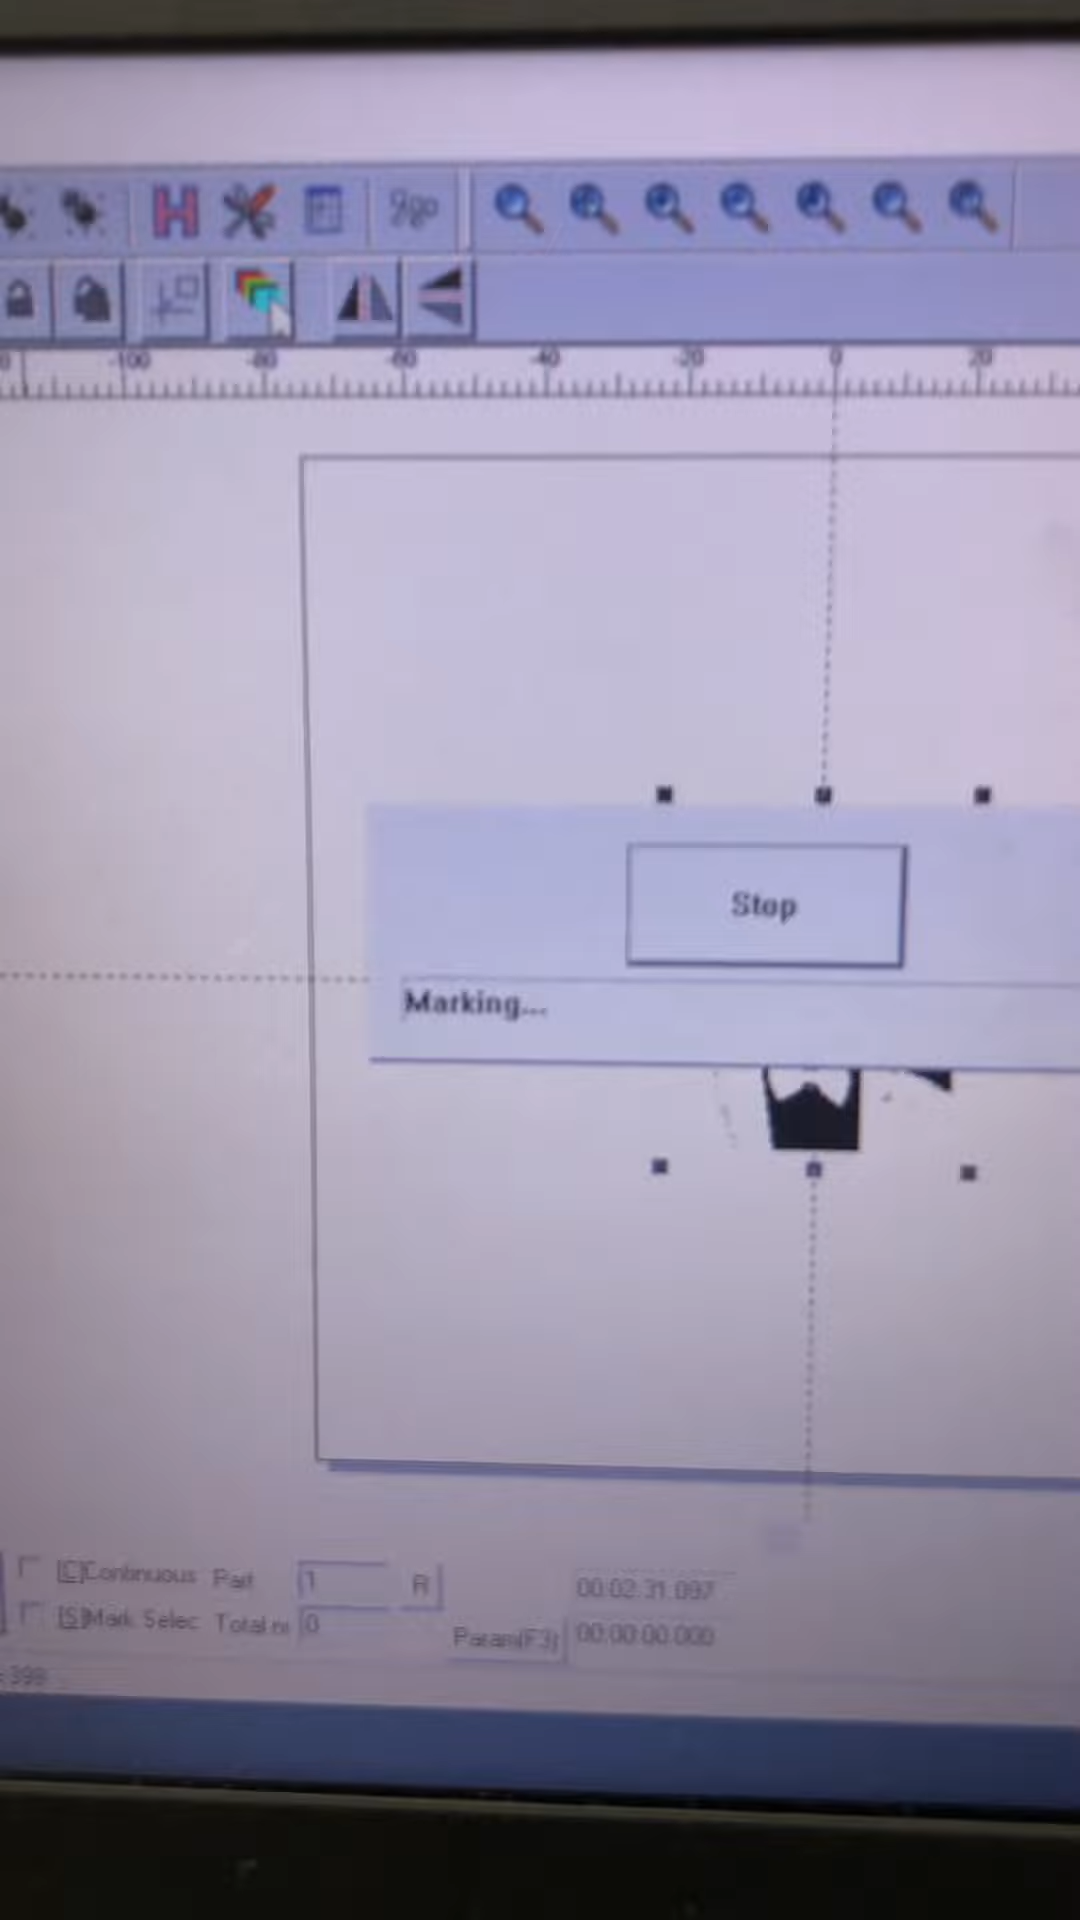 -100 -80 -60 -40 -20 0 20
Stop
Marking...
[C]Continuous Part 1 R 00:02:31.097
[S]Mark Selec Total n 0 Param(F3) 00:00:00.000
399